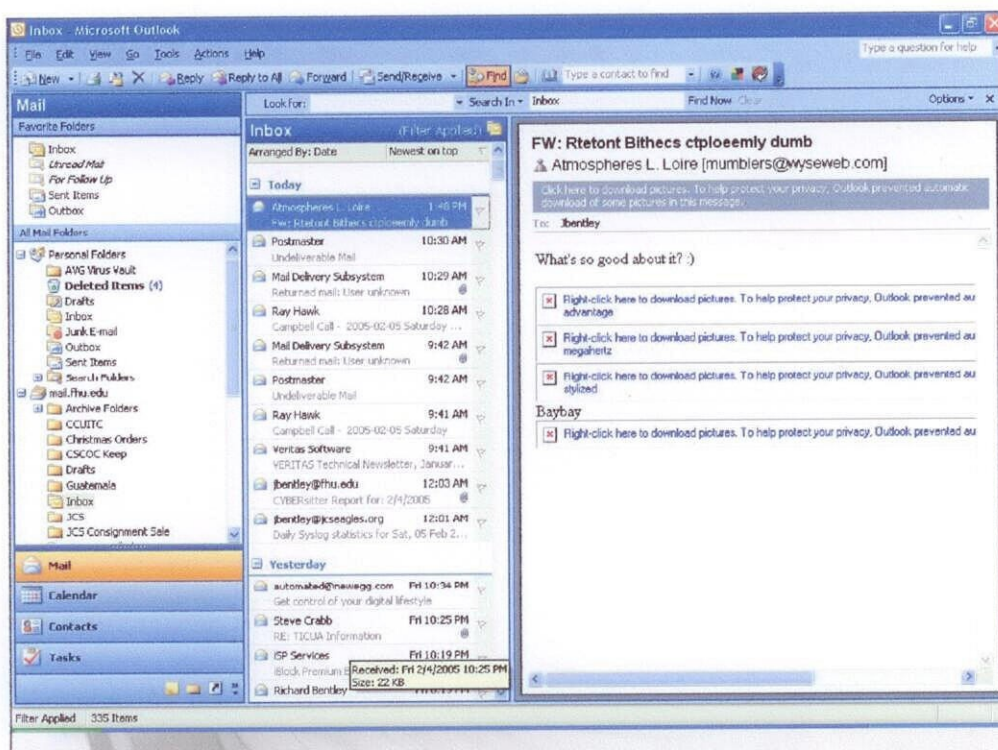 Inbox - Microsoft Outlook
File Edit View Go Tools Actions Help
Type a question for help
New Reply Reply to All Forward Send/Receive Find Type a contact to find
Mail
Look for: Search In Inbox Find Now Clear Options
Favorite Folders
Inbox
Unread Mail
For Follow Up
Sent Items
Outbox
All Mail Folders
Personal Folders
AVG Virus Vault
Deleted Items (4)
Drafts
Inbox
Junk E-mail
Outbox
Sent Items
Search Folders
mail.fhu.edu
Archive Folders
CCUITC
Christmas Orders
CSCOC Keep
Drafts
Guatemala
Inbox
JCS
JCS Consignment Sale
Mail
Calendar
Contacts
Tasks
Inbox (Filter Applied)
Arranged By: Date Newest on top
Today
Atmospheres L. Loire 1:48 PM
FW: Rtetont Bithecs ctploeemly dumb
Postmaster 10:30 AM
Undeliverable Mail
Mail Delivery Subsystem 10:29 AM
Returned mail: User unknown
Ray Hawk 10:28 AM
Campbell Call - 2005-02-05 Saturday ...
Mail Delivery Subsystem 9:42 AM
Returned mail: User unknown
Postmaster 9:42 AM
Undeliverable Mail
Ray Hawk 9:41 AM
Campbell Call - 2005-02-05 Saturday
Veritas Software 9:41 AM
VERITAS Technical Newsletter, Januar...
jbentley@fhu.edu 12:03 AM
CYBERsitter Report for: 2/4/2005
jbentley@jcseagles.org 12:01 AM
Daily Syslog statistics for Sat, 05 Feb 2...
Yesterday
automated@newegg.com Fri 10:34 PM
Get control of your digital lifestyle
Steve Crabb Fri 10:25 PM
RE: TICUA Information
ISP Services Fri 10:19 PM
iBlock Premium
Received: Fri 2/4/2005 10:25 PM
Size: 22 KB
Richard Bentley
FW: Rtetont Bithecs ctploeemly dumb
Atmospheres L. Loire [mumblers@wyseweb.com]
Click here to download pictures. To help protect your privacy, Outlook prevented automatic
download of some pictures in this message.
To: Jbentley
What's so good about it? :)
Right-click here to download pictures. To help protect your privacy, Outlook prevented au
advantage
Right-click here to download pictures. To help protect your privacy, Outlook prevented au
megahertz
Right-click here to download pictures. To help protect your privacy, Outlook prevented au
stylized
Baybay
Right-click here to download pictures. To help protect your privacy, Outlook prevented au
Filter Applied 335 Items